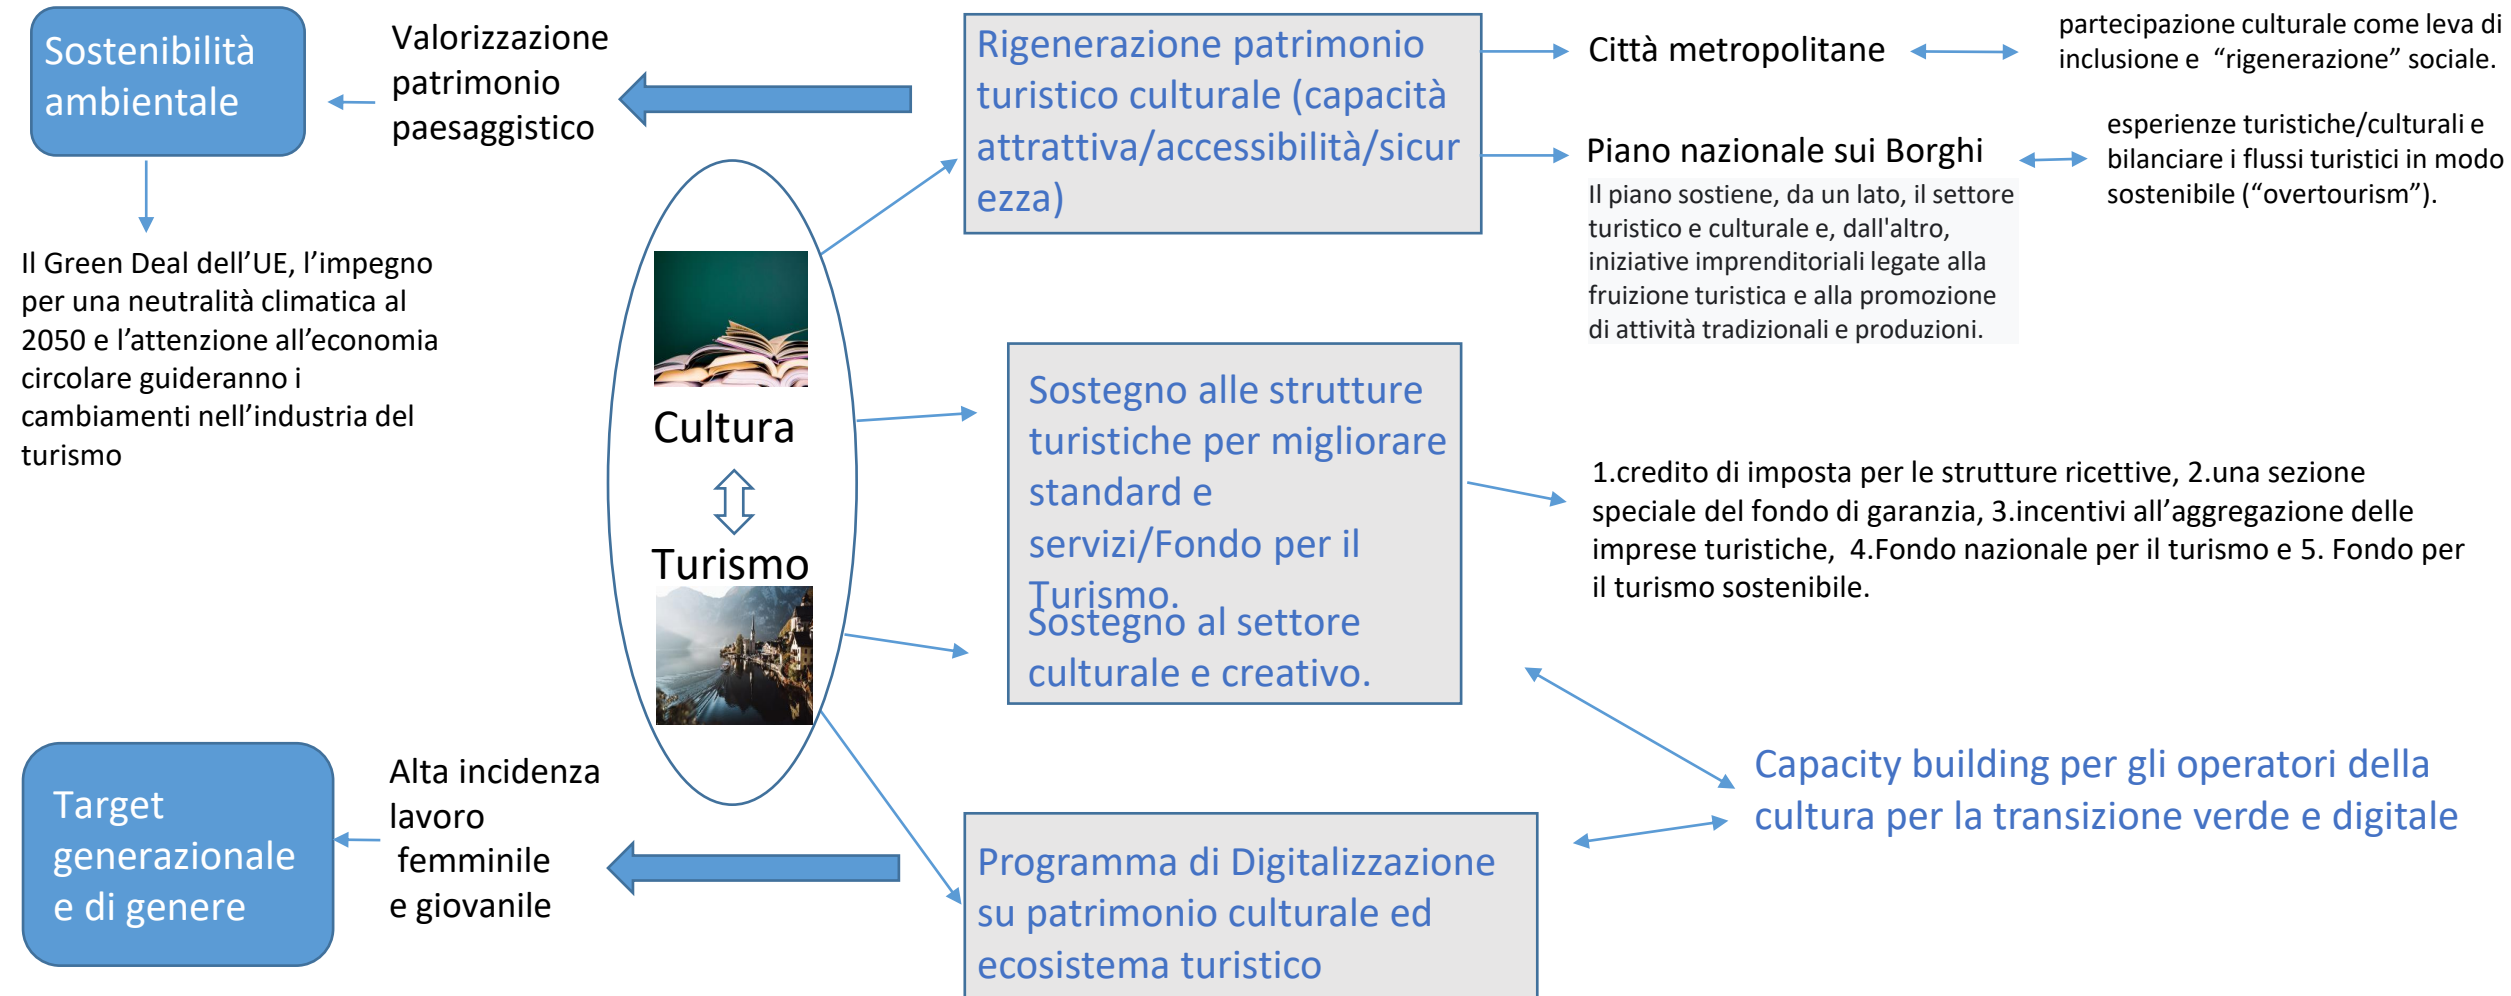 Sostenibilità
ambientale
Valorizzazione
patrimonio
paesaggistico
Rigenerazione patrimonio
turistico culturale (capacità
attrattiva/accessibilità/sicur
ezza)
Città metropolitane
partecipazione culturale come leva di
inclusione e “rigenerazione” sociale.
Piano nazionale sui Borghi
esperienze turistiche/culturali e
bilanciare i flussi turistici in modo
sostenibile (“overtourism”).
Il piano sostiene, da un lato, il settore
turistico e culturale e, dall'altro,
iniziative imprenditoriali legate alla
fruizione turistica e alla promozione
di attività tradizionali e produzioni.
Il Green Deal dell’UE, l’impegno
per una neutralità climatica al
2050 e l’attenzione all’economia
circolare guideranno i
cambiamenti nell’industria del
turismo
Cultura
Turismo
Sostegno alle strutture
turistiche per migliorare
standard e
servizi/Fondo per il
Turismo.
Sostegno al settore
culturale e creativo.
1.credito di imposta per le strutture ricettive, 2.una sezione
speciale del fondo di garanzia, 3.incentivi all’aggregazione delle
imprese turistiche, 4.Fondo nazionale per il turismo e 5. Fondo per
il turismo sostenibile.
Capacity building per gli operatori della
cultura per la transizione verde e digitale
Target
generazionale
e di genere
Alta incidenza
lavoro
femminile
e giovanile
Programma di Digitalizzazione
su patrimonio culturale ed
ecosistema turistico